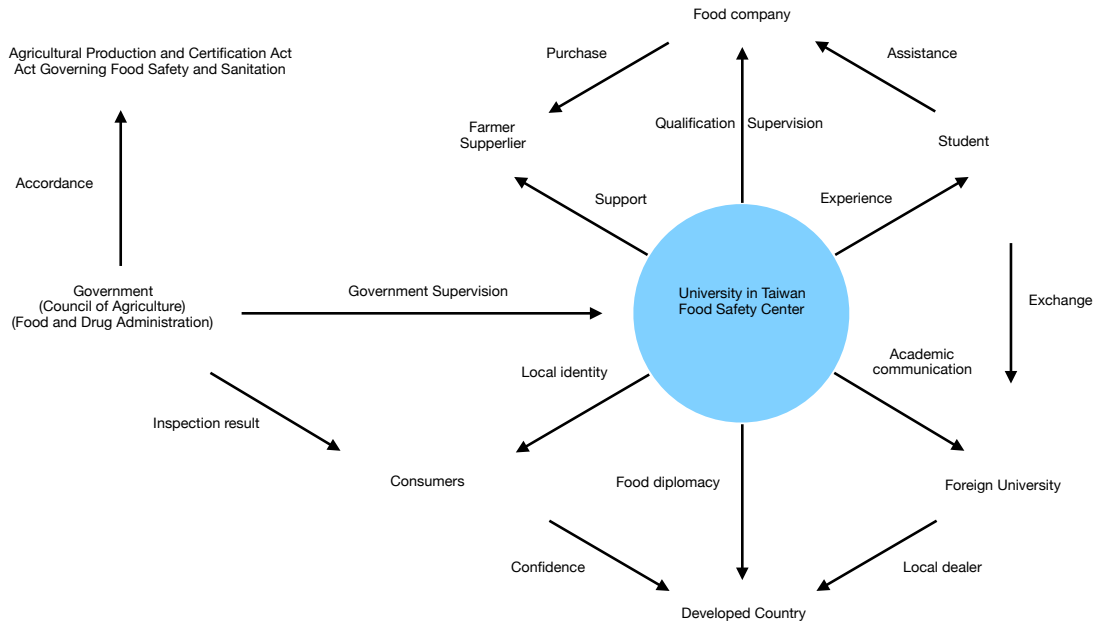 Food company
Agricultural Production and Certification Act
Act Governing Food Safety and Sanitation
Purchase
Assistance
Farmer
Supperlier
Qualification
Supervision
Student
Accordance
Support
Experience
Government
(Council of Agriculture)
(Food and Drug Administration)
Government Supervision
University in Taiwan
Food Safety Center
Exchange
Local identity
Academic
communication
Inspection result
Consumers
Food diplomacy
Foreign University
Confidence
Local dealer
Developed Country